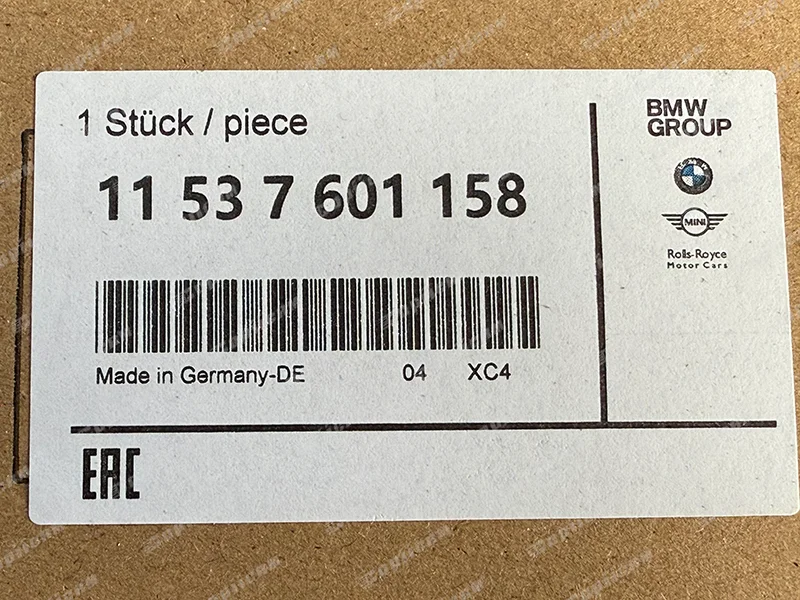 1 Stück / piece
11 53 7 601 158
Made in Germany-DE 04 XC4
EAC
BMW
GROUP
MINI
Rolls-Royce
Motor Cars